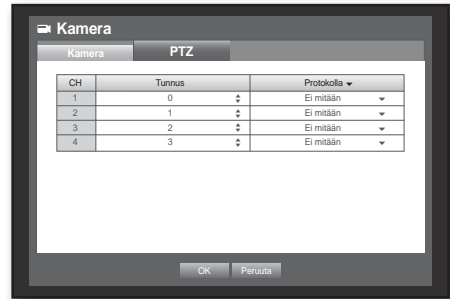 Kamera
Kamera PTZ
CH Tunnus Protokolla
1 0 Ei mitään
2 1 Ei mitään
3 2 Ei mitään
4 3 Ei mitään
OK Peruuta